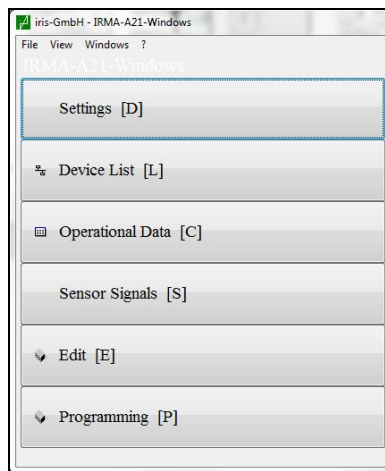 iris-GmbH - IRMA-A21-Windows
File View Windows ?
IRMA-A21-Windows
Settings [D]
Device List [L]
Operational Data [C]
Sensor Signals [S]
Edit [E]
Programming [P]